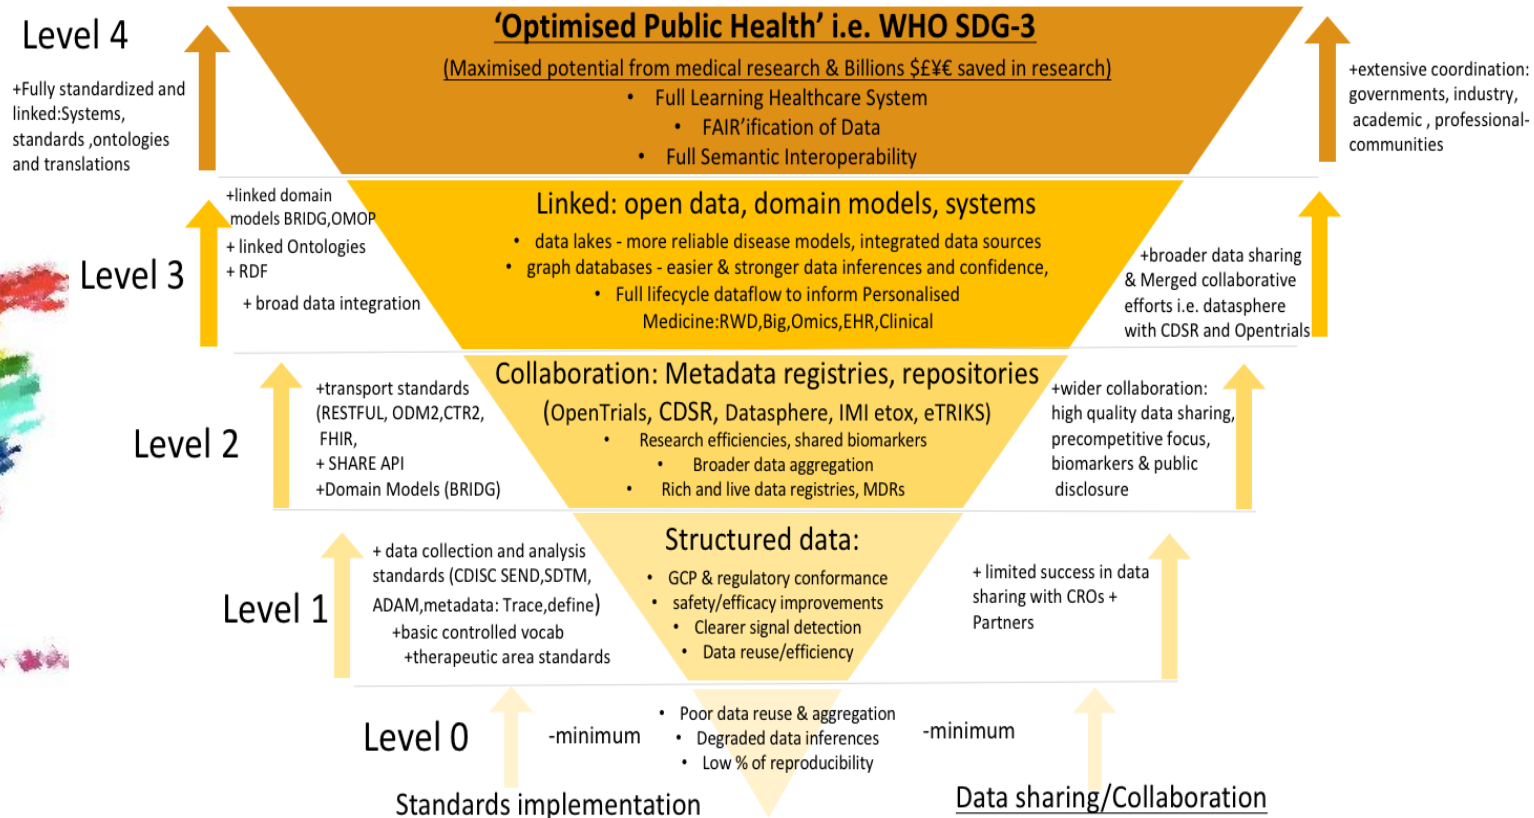 Level 4
+Fully standardized and
linked:Systems,
standards ,ontologies
and translations
‘Optimised Public Health’ i.e. WHO SDG-3
(Maximised potential from medical research & Billions $£¥€ saved in research)
• Full Learning Healthcare System
• FAIR’ification of Data
• Full Semantic Interoperability
+extensive coordination:
governments, industry,
academic , professional-
communities
Level 3
+linked domain
models BRIDG,OMOP
+ linked Ontologies
+ RDF
+ broad data integration
Linked: open data, domain models, systems
• data lakes - more reliable disease models, integrated data sources
• graph databases - easier & stronger data inferences and confidence,
• Full lifecycle dataflow to inform Personalised
Medicine:RWD,Big,Omics,EHR,Clinical
+broader data sharing
& Merged collaborative
efforts i.e. datasphere
with CDSR and Opentrials
Level 2
+transport standards
(RESTFUL, ODM2,CTR2,
FHIR,
+ SHARE API
+Domain Models (BRIDG)
Collaboration: Metadata registries, repositories
(OpenTrials, CDSR, Datasphere, IMI etox, eTRIKS)
• Research efficiencies, shared biomarkers
• Broader data aggregation
• Rich and live data registries, MDRs
+wider collaboration:
high quality data sharing,
precompetitive focus,
biomarkers & public
disclosure
Level 1
+ data collection and analysis
standards (CDISC SEND,SDTM,
ADAM,metadata: Trace,define)
+basic controlled vocab
+therapeutic area standards
Structured data:
• GCP & regulatory conformance
• safety/efficacy improvements
• Clearer signal detection
• Data reuse/efficiency
+ limited success in data
sharing with CROs +
Partners
Level 0
-minimum
• Poor data reuse & aggregation
• Degraded data inferences
• Low % of reproducibility
-minimum
Standards implementation
Data sharing/Collaboration